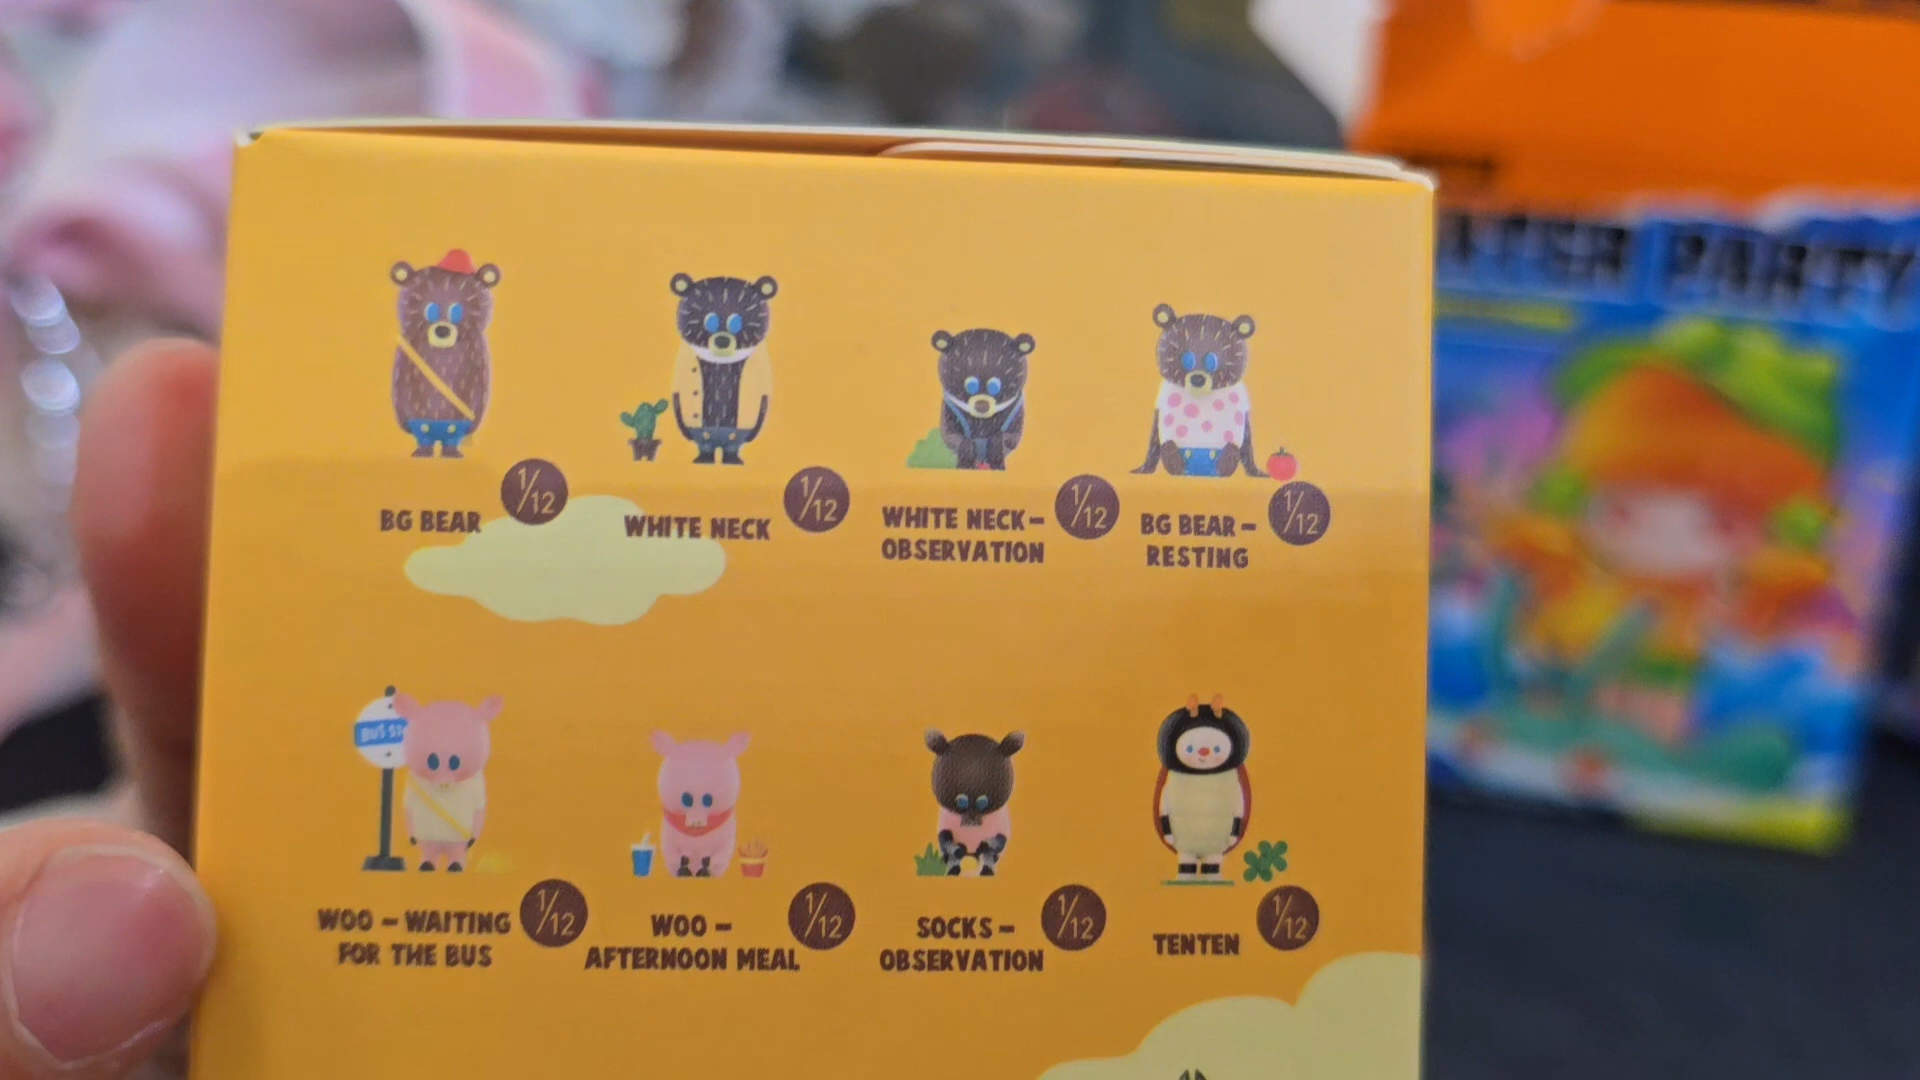 BG BEAR
1/12
WHITE NECK
1/12
WHITE NECK –
OBSERVATION
1/12
BG BEAR –
RESTING
1/12
BUS ST
WOO – WAITING
FOR THE BUS
1/12
WOO –
AFTERNOON MEAL
1/12
SOCKS –
OBSERVATION
1/12
TENTEN
1/12
PARTY